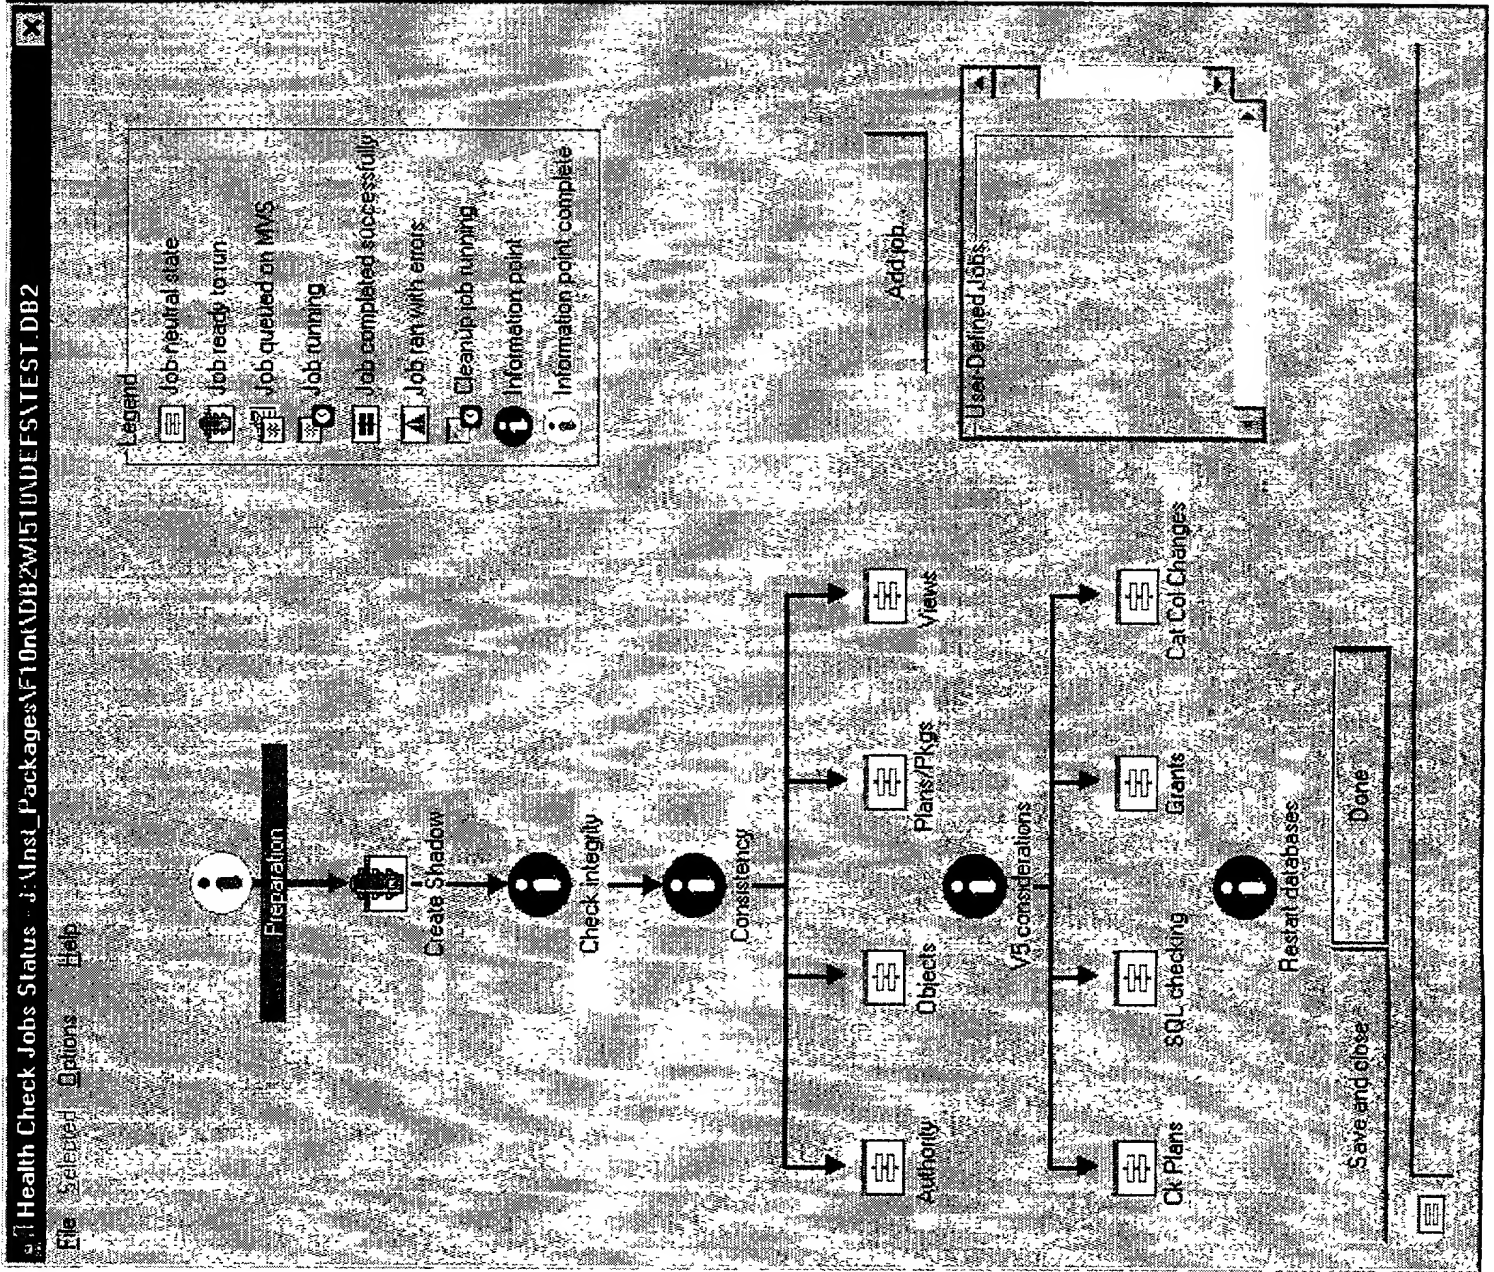 Health Check Jobs Status - J:\Inst_Packages\F10nt\DB2W\510\DEFS\TEST.DB2
File Selected Options Help
Preparation
Create Shadow
Check integrity
Consistency
Authority Objects Plans/Pkgs Views
V5 considerations
Ck Plans SQL checking Grants Cat Col Changes
Restart databases
Save and close Done
Legend
Job neutral state
Job ready to run
Job queued on MVS
Job running
Job completed successfully
Job ran with errors
Cleanup job running
Information point
Information point complete
Add job...
User-Defined Jobs